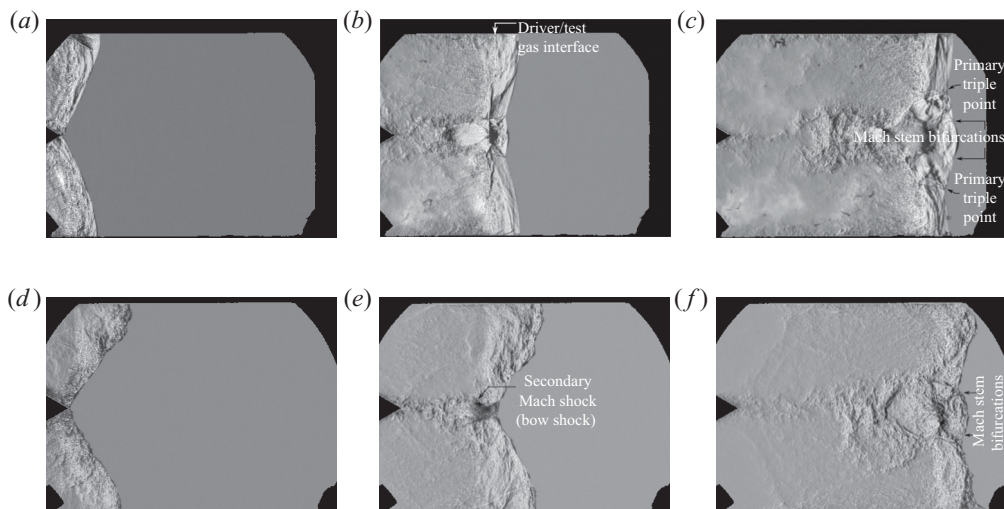 (a)
(b)
Driver/test
gas interface
(c)
Primary
triple
point
Mach stem bifurcations
Primary
triple
point
(d)
(e)
Secondary
Mach shock
(bow shock)
(f)
Mach stem
bifurcations